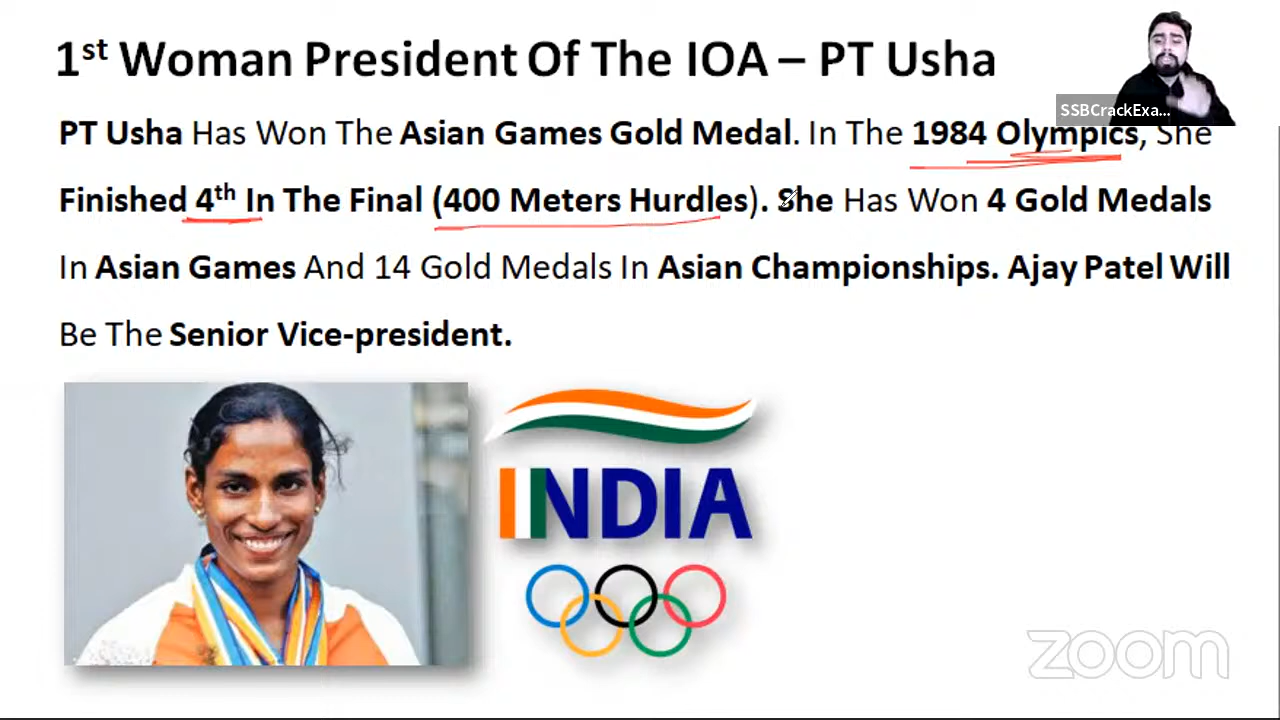 1st Woman President Of The IOA – PT Usha
SSBCrackExa...
PT Usha Has Won The Asian Games Gold Medal. In The 1984 Olympics, She
Finished 4th In The Final (400 Meters Hurdles). She Has Won 4 Gold Medals
In Asian Games And 14 Gold Medals In Asian Championships. Ajay Patel Will
Be The Senior Vice-president.
INDIA
zoom